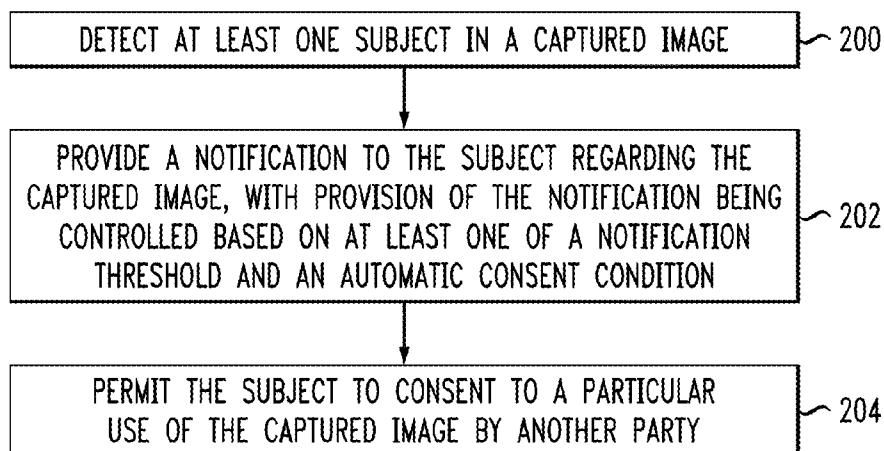 DETECT AT LEAST ONE SUBJECT IN A CAPTURED IMAGE
200
PROVIDE A NOTIFICATION TO THE SUBJECT REGARDING THE
CAPTURED IMAGE, WITH PROVISION OF THE NOTIFICATION BEING
CONTROLLED BASED ON AT LEAST ONE OF A NOTIFICATION
THRESHOLD AND AN AUTOMATIC CONSENT CONDITION
202
PERMIT THE SUBJECT TO CONSENT TO A PARTICULAR
USE OF THE CAPTURED IMAGE BY ANOTHER PARTY
204